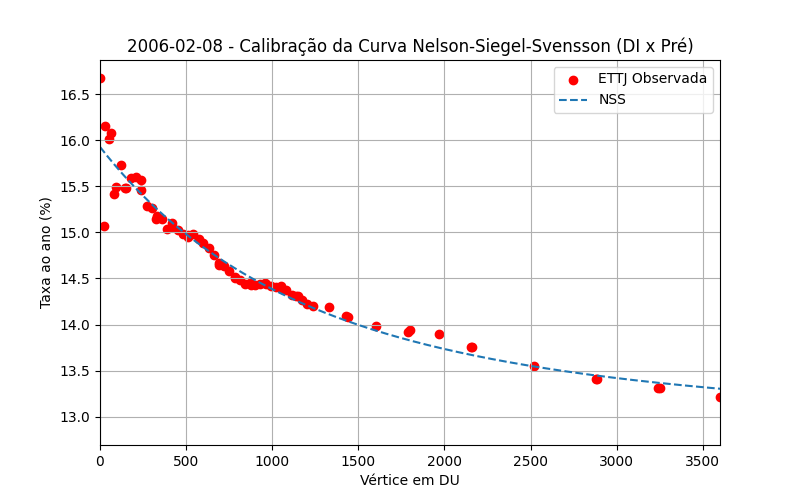 2006-02-08 - Calibração da Curva Nelson-Siegel-Svensson (DI x Pré)
ETTJ Observada
NSS
Taxa ao ano (%)
16.5
16.0
15.5
15.0
14.5
14.0
13.5
13.0
0 500 1000 1500 2000 2500 3000 3500
Vértice em DU